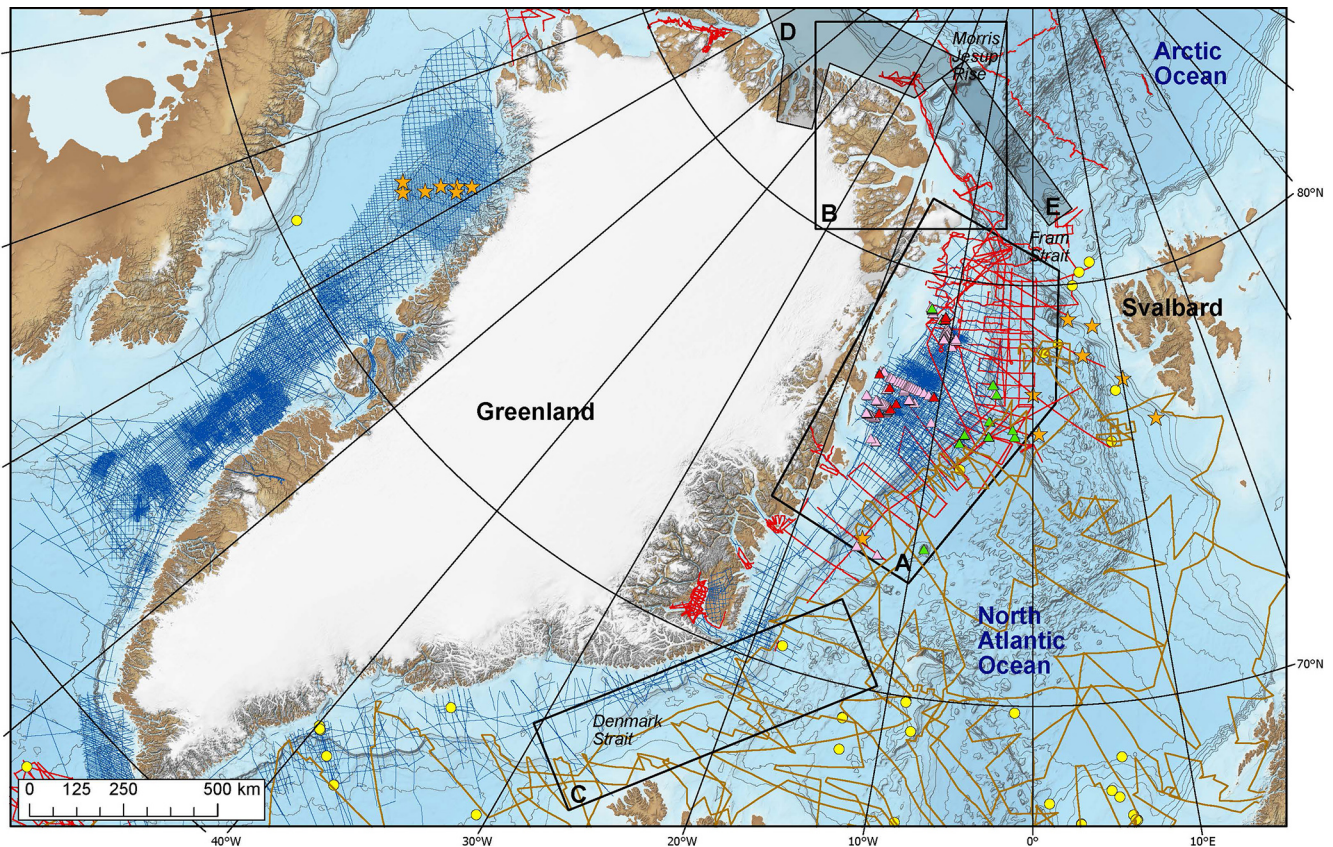 D
Morris
Jesup
Rise
Arctic
Ocean
80°N
B
E
Fram
Strait
Svalbard
Greenland
A
North
Atlantic
Ocean
70°N
Denmark
Strait
C
0 125 250 500 km
40°W 30°W 20°W 10°W 0° 10°E